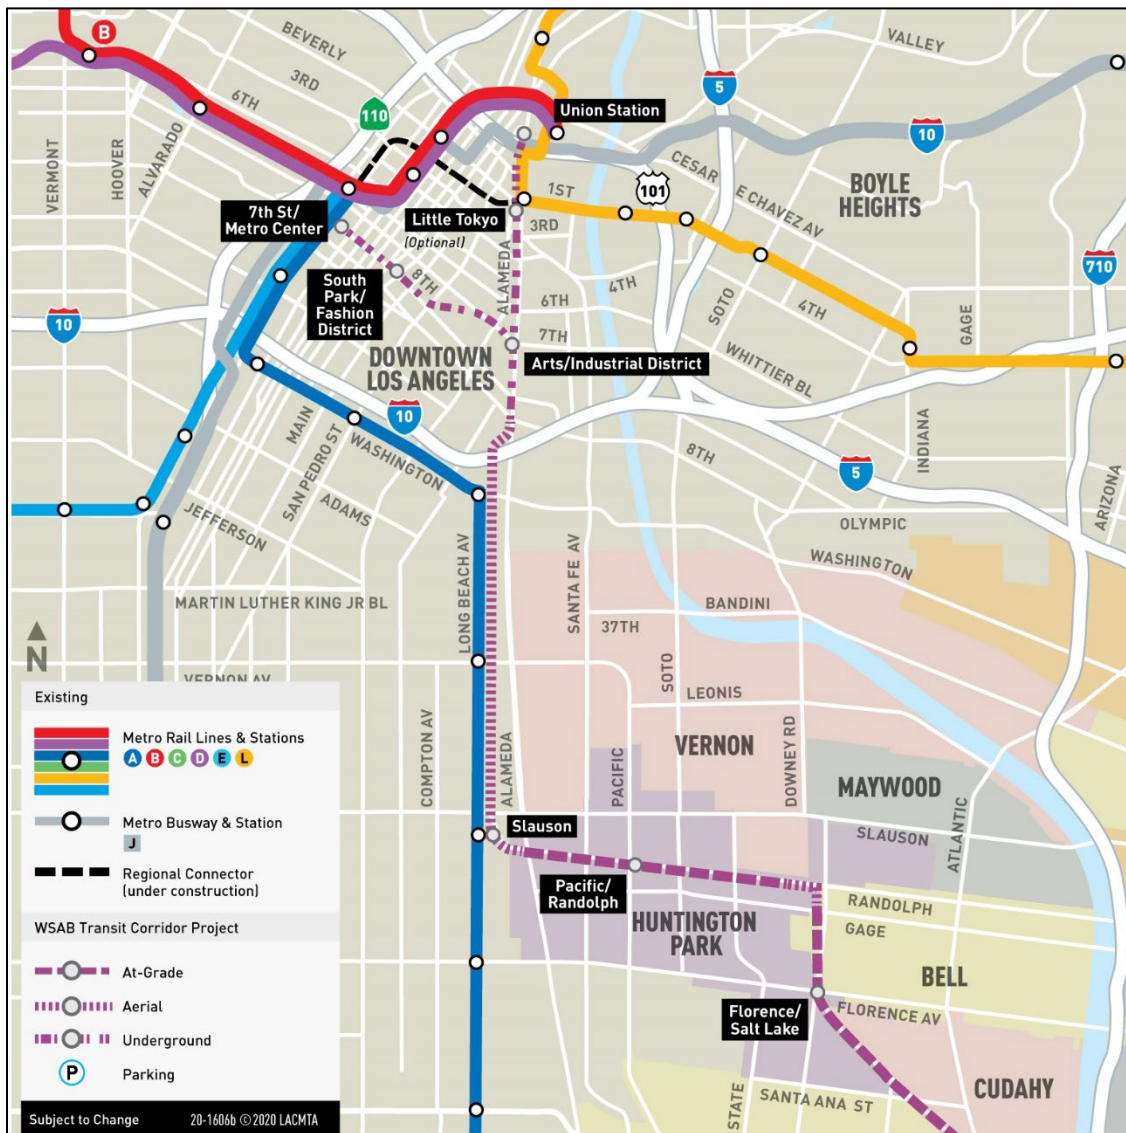 B
BEVERLY
3RD
6TH
110
VERMONT
HOOVER
ALVARADO
Union Station
VALLEY
5
10
CESAR
E CHAVEZ AV
BOYLE
HEIGHTS
1ST
101
7th St/
Metro Center
Little Tokyo
(Optional)
3RD
710
South
Park/
Fashion
District
8TH
ALAMEDA
6TH
4TH
7TH
SOTO
4TH
GAGE
10
DOWNTOWN
LOS ANGELES
Arts/Industrial District
WHITTIER BL
10
MAIN
SAN PEDRO ST
WASHINGTON
ADAMS
JEFFERSON
8TH
INDIANA
5
ARIZONA
OLYMPIC
WASHINGTON
LONG BEACH AV
SANTA FE AV
MARTIN LUTHER KING JR BL
BANDINI
37TH
N
VERNON AV
SOTO
LEONIS
COMPTON AV
ALAMEDA
PACIFIC
VERNON
DOWNEY RD
MAYWOOD
ATLANTIC
Slauson
SLAUSON
Pacific/
Randolph
HUNTINGTON
PARK
RANDOLPH
GAGE
BELL
Florence/
Salt Lake
FLORENCE AV
CUDAHY
STATE
SANTA ANA ST
Existing
Metro Rail Lines & Stations
A B C D E L
Metro Busway & Station
J
Regional Connector
(under construction)
WSAB Transit Corridor Project
At-Grade
Aerial
Underground
P Parking
Subject to Change 20-1606b ©2020 LACMTA